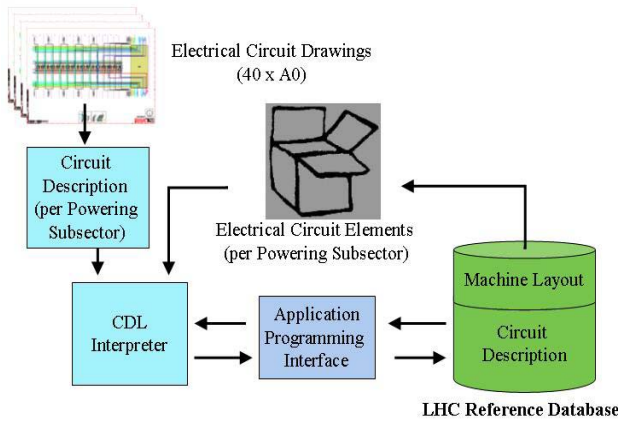 Electrical Circuit Drawings
(40 x A0)
Circuit
Description
(per Powering
Subsector)
Electrical Circuit Elements
(per Powering Subsector)
CDL
Interpreter
Application
Programming
Interface
Machine Layout
Circuit
Description
LHC Reference Database